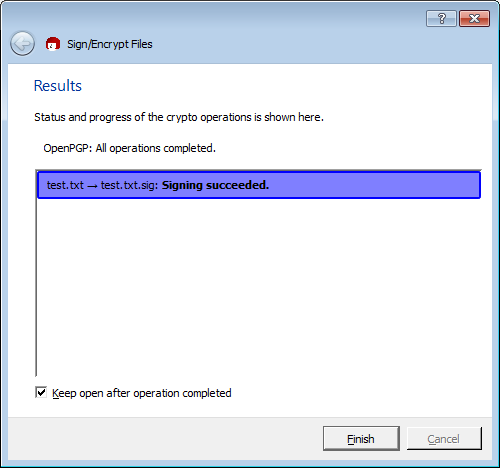 Sign/Encrypt Files
Results
Status and progress of the crypto operations is shown here.
OpenPGP: All operations completed.
test.txt → test.txt.sig: Signing succeeded.
Keep open after operation completed
Finish
Cancel